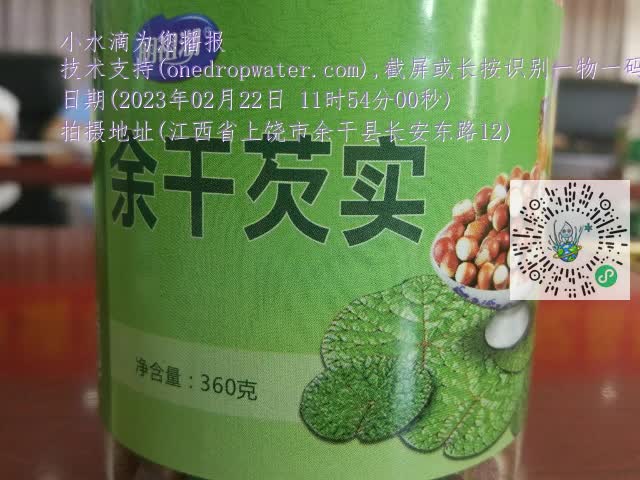 小水滴为您播报
技术支持(onedropwater.com),截屏或长按识别一物一码
日期(2023年02月22日 11时54分00秒)
拍摄地址(江西省上饶市余干县长安东路12)
余干芡实
净含量：360克